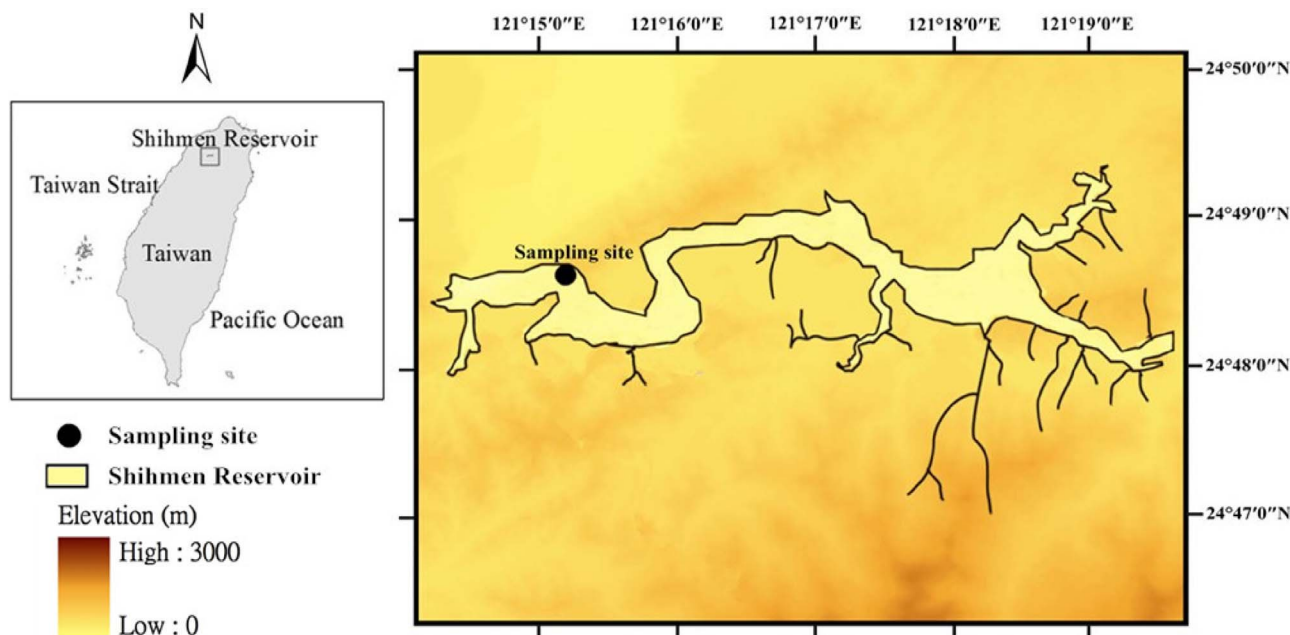 N
Shihmen Reservoir
Taiwan Strait
Taiwan
Pacific Ocean
Sampling site
Shihmen Reservoir
Elevation (m)
High : 3000
Low : 0
121°15′0″E
121°16′0″E
121°17′0″E
121°18′0″E
121°19′0″E
Sampling site
24°50′0″N
24°49′0″N
24°48′0″N
24°47′0″N